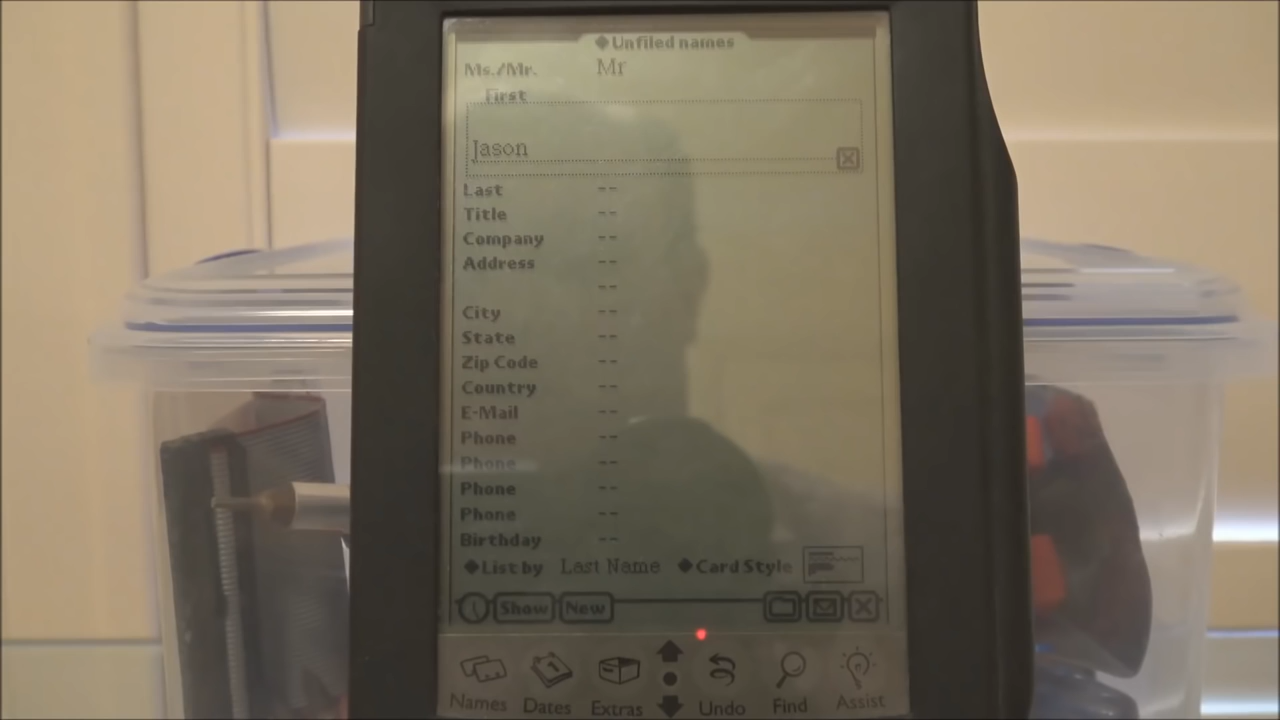 ◆Unfiled names
Ms./Mr. Mr
First
Jason
Last --
Title --
Company --
Address --
--
City --
State --
Zip Code --
Country --
E-Mail --
Phone --
Phone --
Phone --
Phone --
Birthday --
◆List by Last Name ◆Card Style
Show New
Names Dates Extras Undo Find Assist